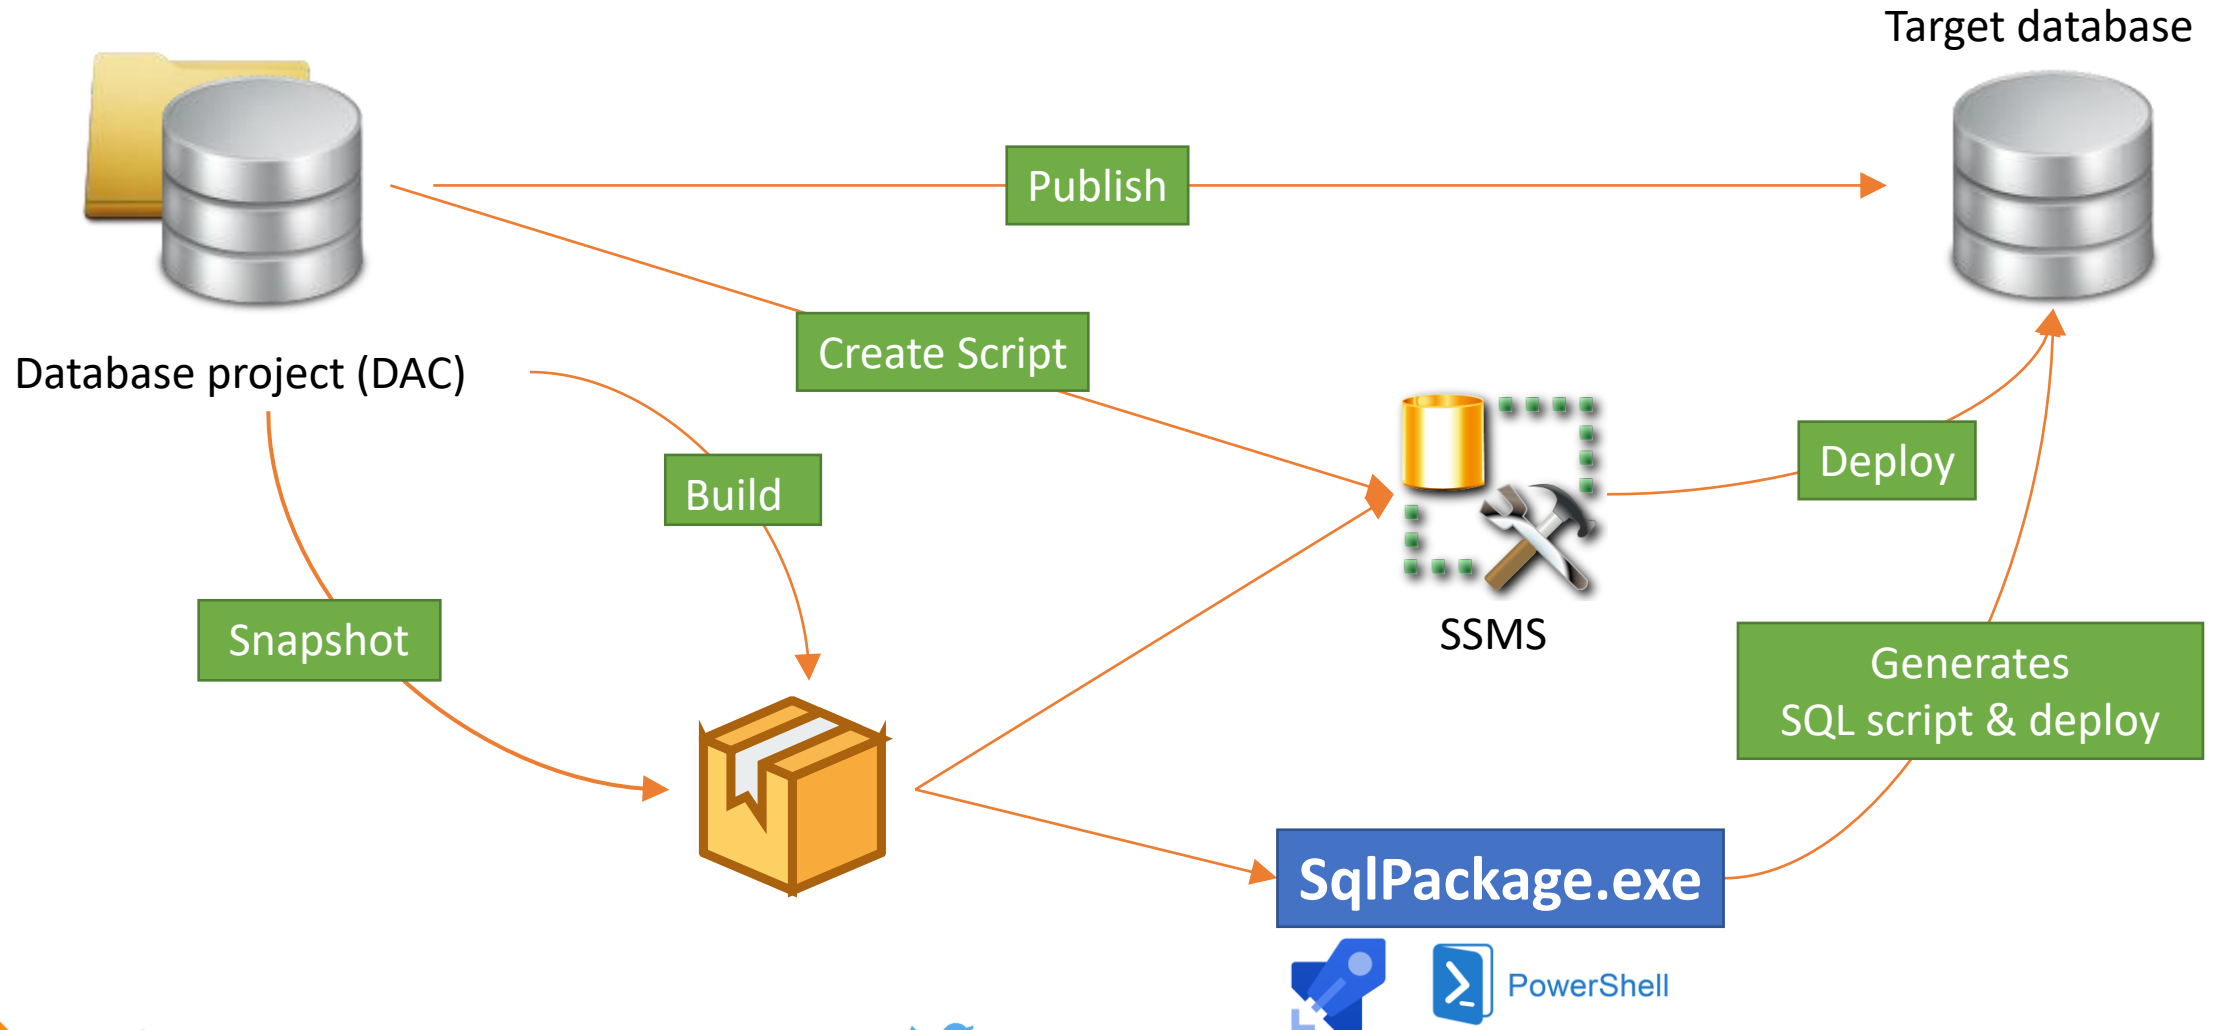 Target database
Publish
Create Script
Database project (DAC)
Deploy
Build
Snapshot
SSMS
Generates
SQL script & deploy
SqlPackage.exe
PowerShell